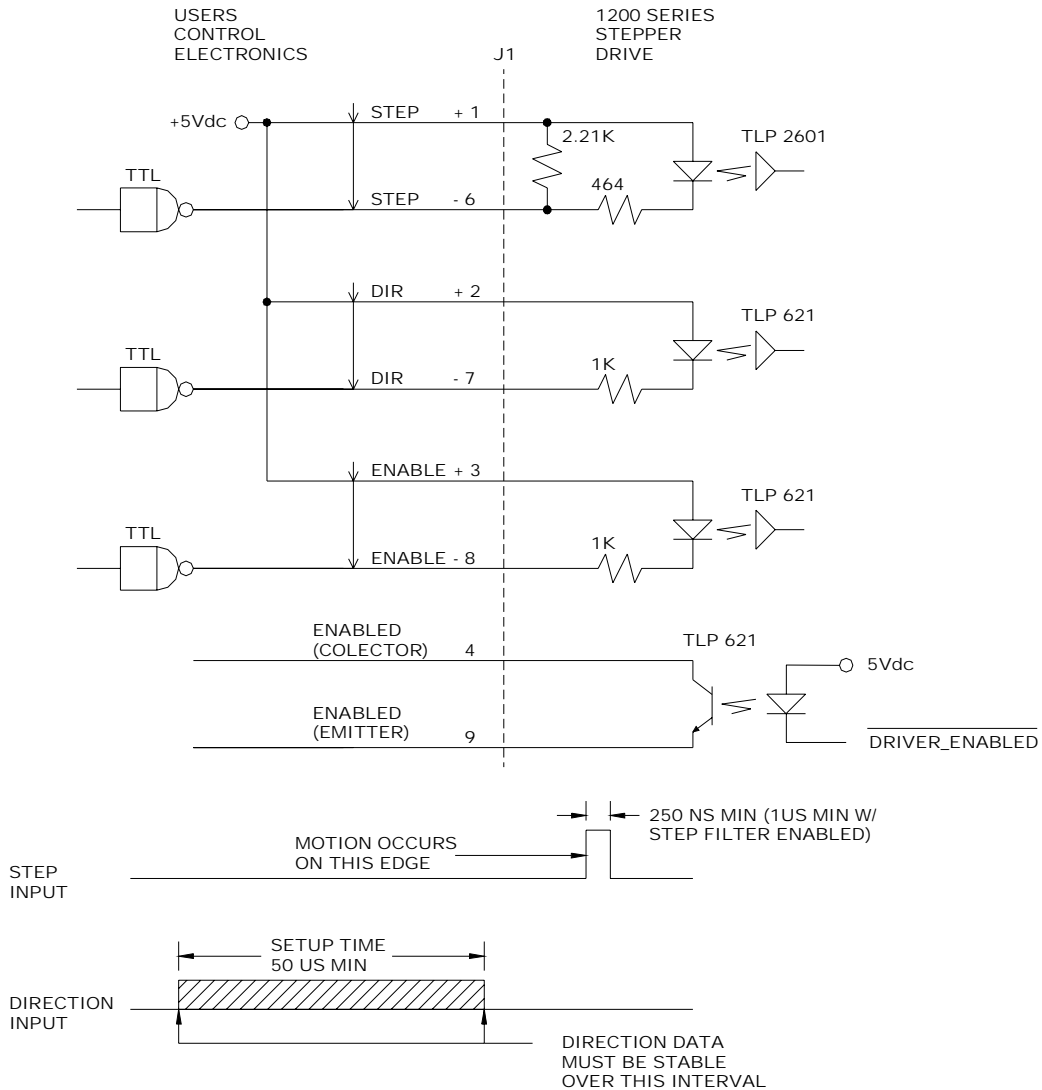 USERS
CONTROL
ELECTRONICS
J1
1200 SERIES
STEPPER
DRIVE
+5Vdc
STEP + 1
2.21K
TLP 2601
TTL
STEP - 6
464
DIR + 2
TLP 621
TTL
DIR - 7
1K
ENABLE + 3
TLP 621
TTL
ENABLE - 8
1K
ENABLED
(COLECTOR) 4
TLP 621
5Vdc
ENABLED
(EMITTER) 9
DRIVER_ENABLED
250 NS MIN (1US MIN W/
STEP FILTER ENABLED)
MOTION OCCURS
ON THIS EDGE
STEP
INPUT
SETUP TIME
50 US MIN
DIRECTION
INPUT
DIRECTION DATA
MUST BE STABLE
OVER THIS INTERVAL